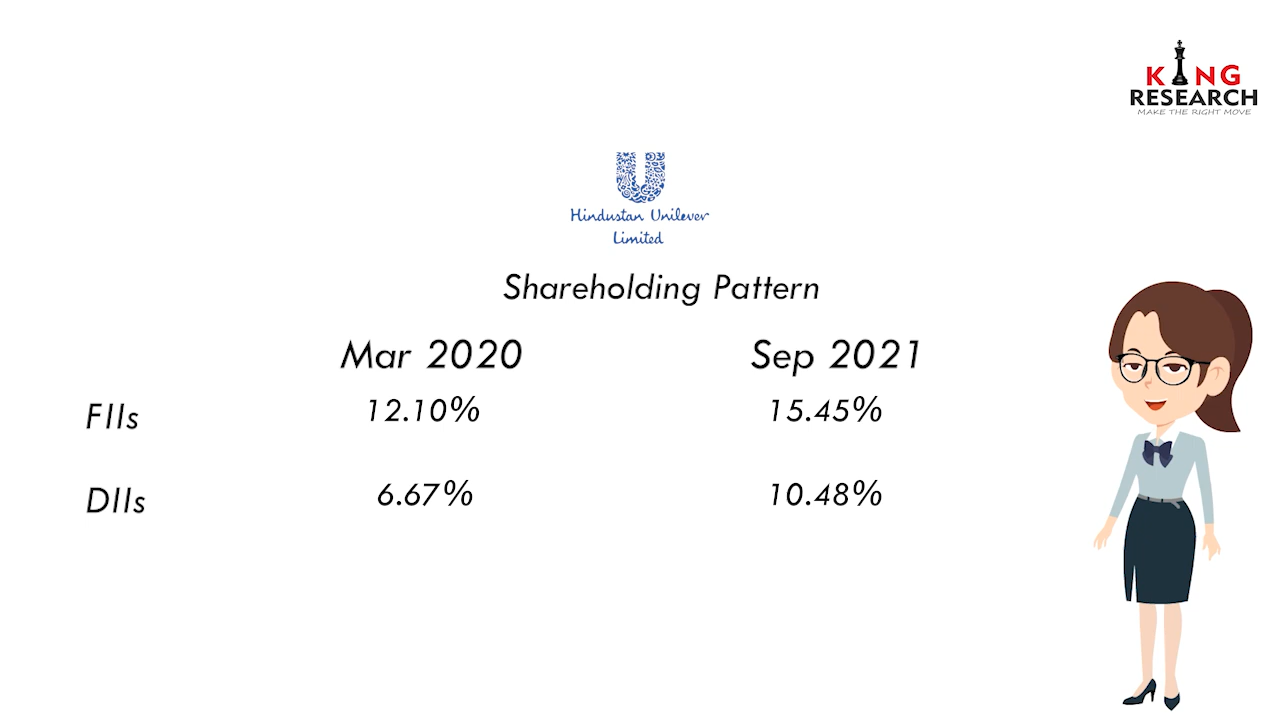 KING
RESEARCH
MAKE THE RIGHT MOVE
Hindustan Unilever
Limited
Shareholding Pattern
Mar 2020 Sep 2021
FIIs 12.10% 15.45%
DIIs 6.67% 10.48%